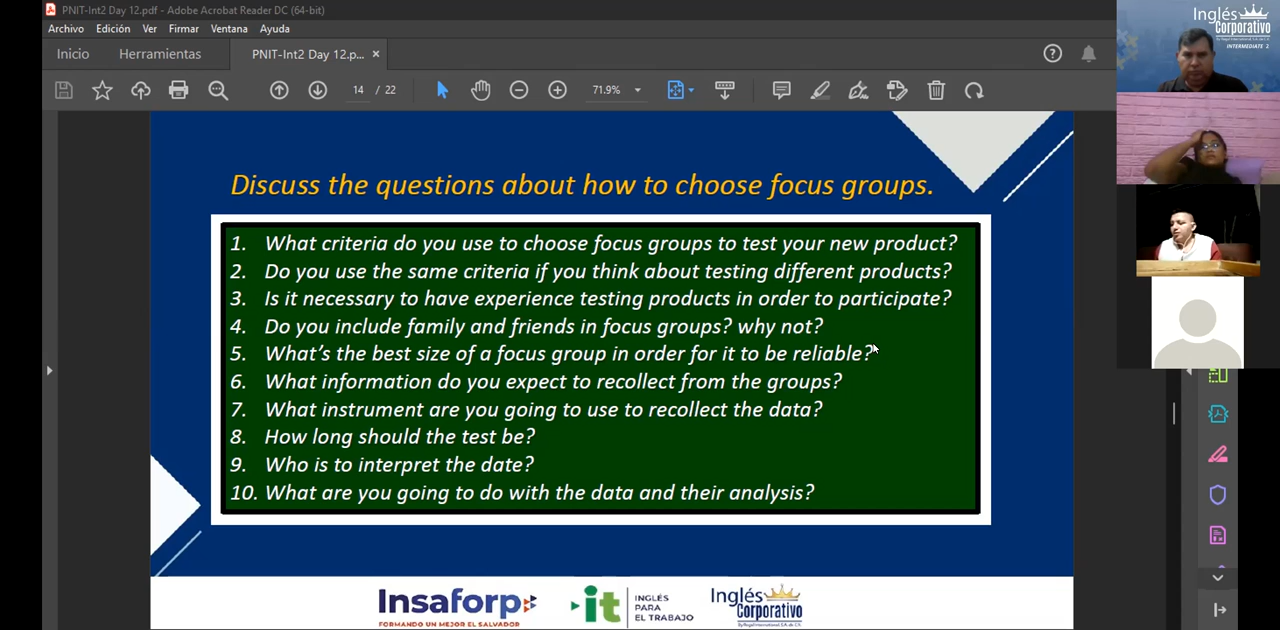 PNIT-Int2 Day 12.pdf - Adobe Acrobat Reader DC (64-bit)
Archivo Edición Ver Firmar Ventana Ayuda
Inicio Herramientas PNIT-Int2 Day 12.p... ×
14 / 22 71.9%
Inglés
Corporativo
By Regal International, S.A. de C.V.
INTERMEDIATE 2
Discuss the questions about how to choose focus groups.
1. What criteria do you use to choose focus groups to test your new product?
2. Do you use the same criteria if you think about testing different products?
3. Is it necessary to have experience testing products in order to participate?
4. Do you include family and friends in focus groups? why not?
5. What's the best size of a focus group in order for it to be reliable?
6. What information do you expect to recollect from the groups?
7. What instrument are you going to use to recollect the data?
8. How long should the test be?
9. Who is to interpret the date?
10. What are you going to do with the data and their analysis?
Insaforp
FORMANDO UN MEJOR EL SALVADOR
it
INGLÉS
PARA
EL TRABAJO
Inglés
Corporativo
By Regal International, S.A. de C.V.